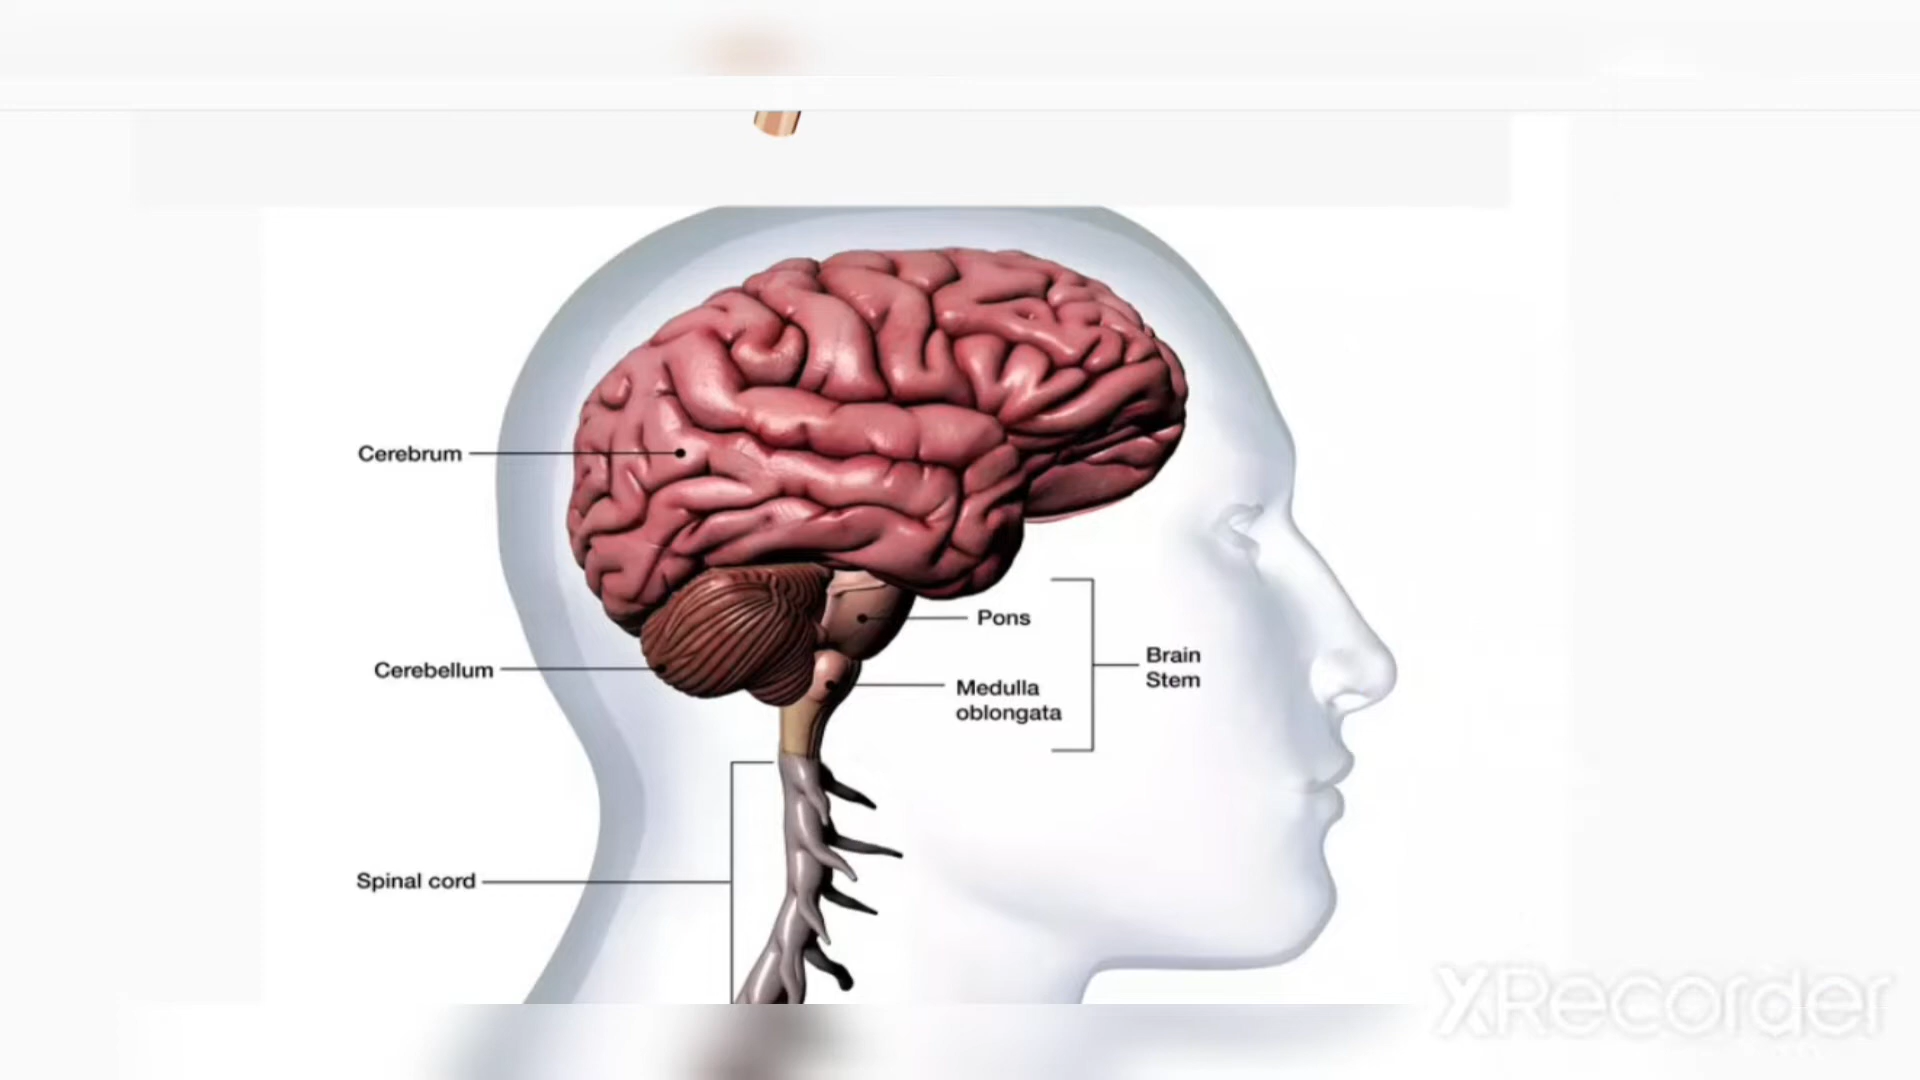 Cerebrum
Pons
Brain
Stem
Cerebellum
Medulla
oblongata
Spinal cord
XRecorder